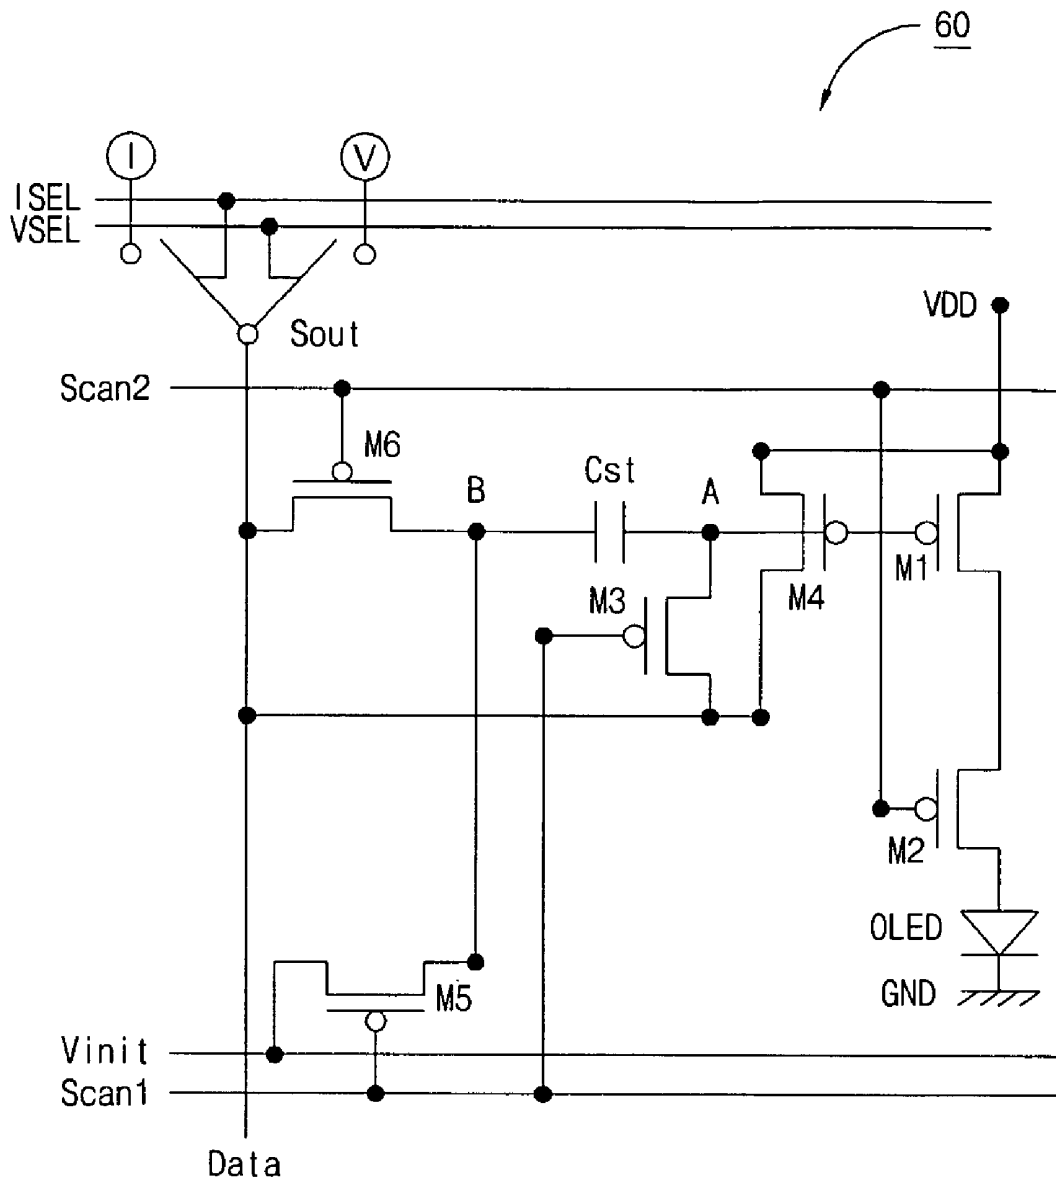 60
I
V
ISEL
VSEL
Sout
VDD
Scan2
M6
B
Cst
A
M3
M4
M1
M2
OLED
M5
GND
Vinit
Scan1
Data